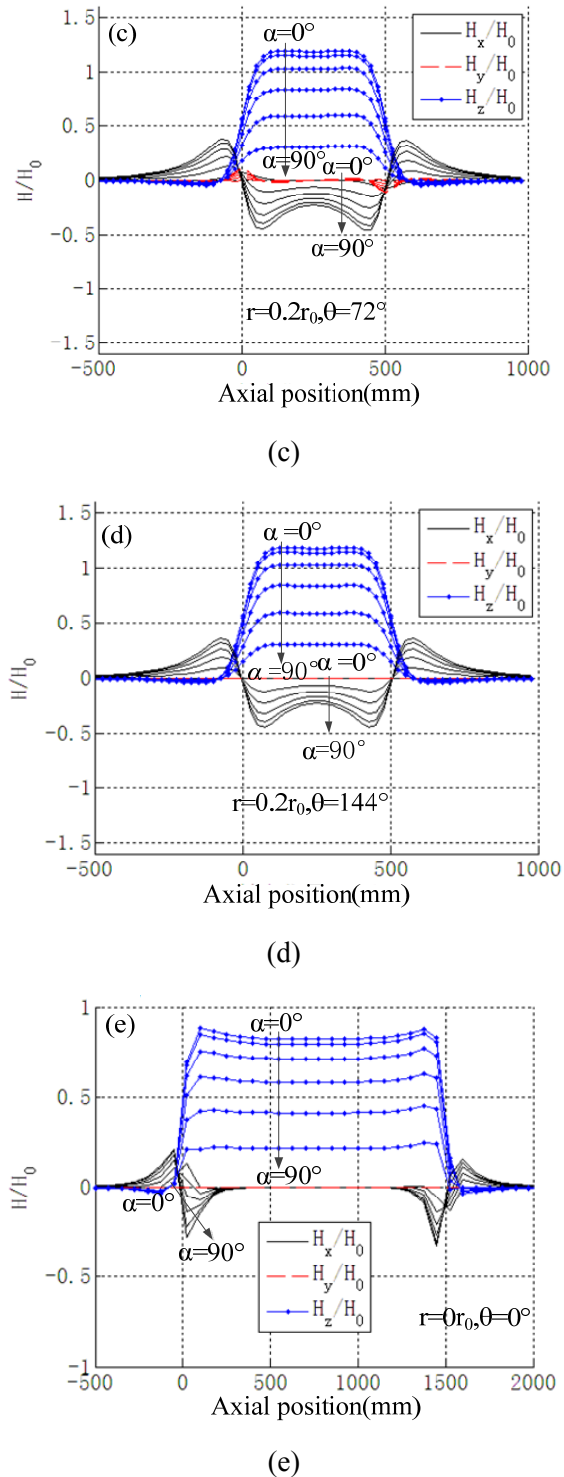 (c)
1.5
1
0.5
0
-0.5
-1
-1.5
H/H0
α=0°
Hx/H0
Hy/H0
Hz/H0
α=90°
α=0°
α=90°
r=0.2r0,θ=72°
-500 0 500 1000
Axial position(mm)
(c)
(d)
1.5
1
0.5
0
-0.5
-1
-1.5
H/H0
α =0°
Hx/H0
Hy/H0
Hz/H0
α =90°
α =0°
α=90°
r=0.2r0,θ=144°
-500 0 500 1000
Axial position(mm)
(d)
(e)
1
0.5
0
-0.5
-1
H/H0
α=0°
α=90°
α=0°
α=90°
Hx/H0
Hy/H0
Hz/H0
r=0r0,θ=0°
-500 0 500 1000 1500 2000
Axial position(mm)
(e)